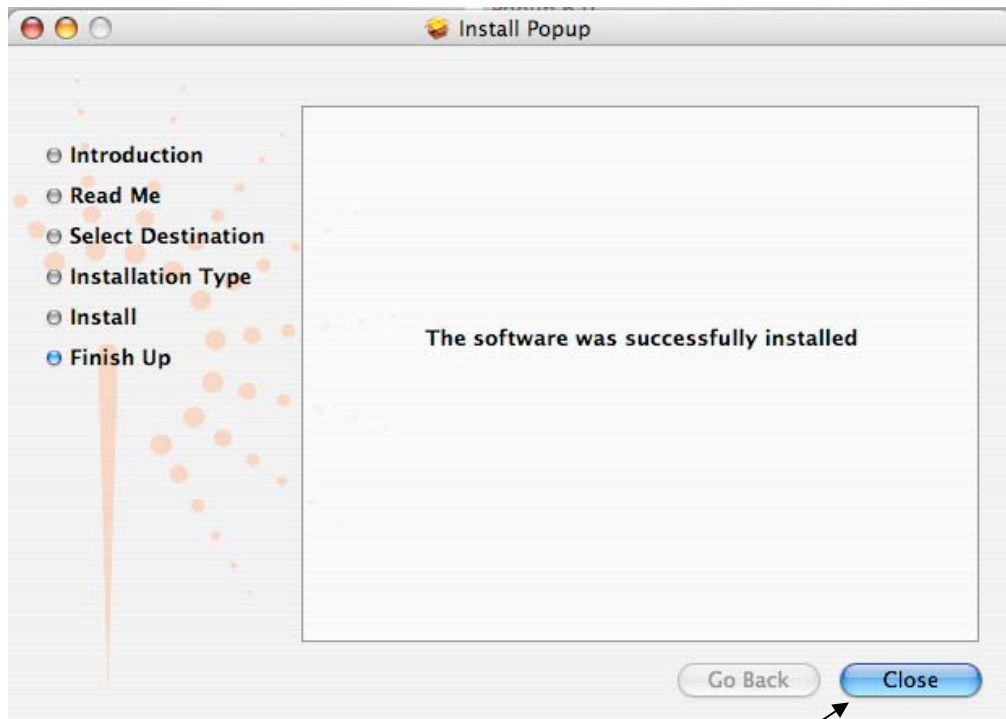 Install Popup
Introduction
Read Me
Select Destination
Installation Type
Install
Finish Up
The software was successfully installed
Go Back
Close